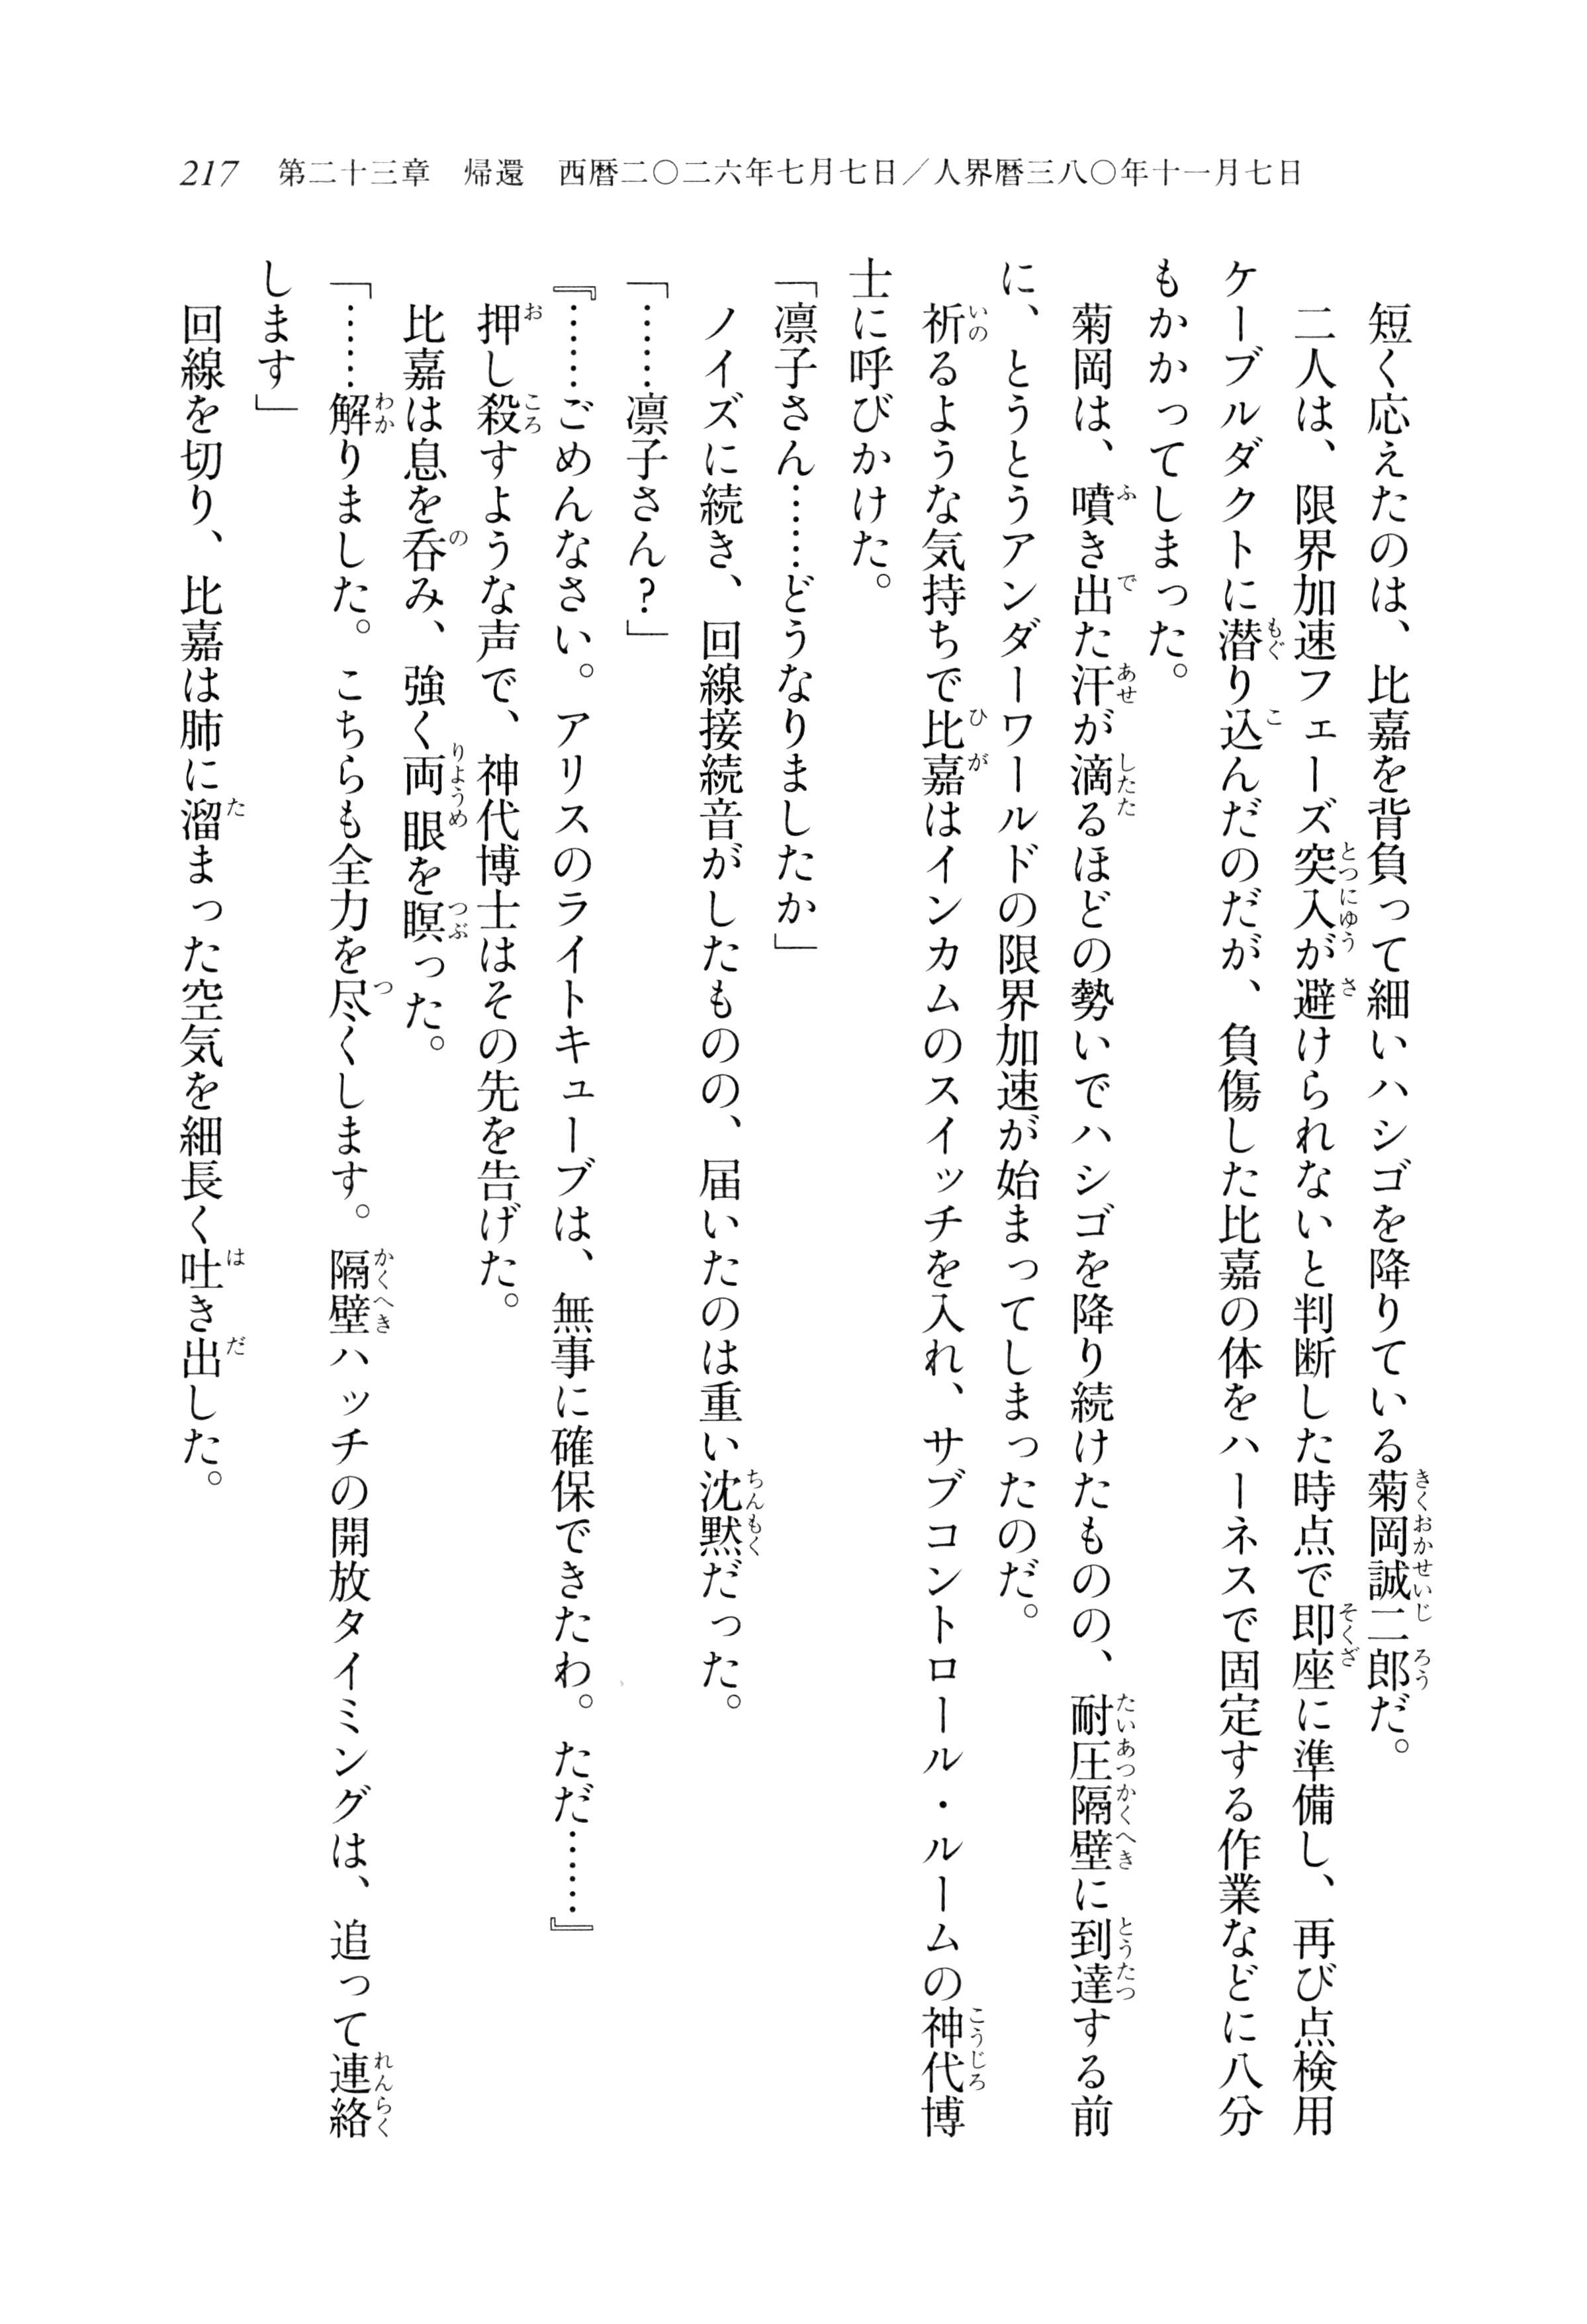 217　第二十三章　帰還　西暦二〇二六年七月七日／人界暦三八〇年十一月七日
　短く応えたのは、比嘉を背負って細いハシゴを降りている菊岡誠二郎だ。
　二人は、限界加速フェーズ突入が避けられないと判断した時点で即座に準備し、再び点検用
ケーブルダクトに潜り込んだのだが、負傷した比嘉の体をハーネスで固定する作業などに八分
もかかってしまった。
　菊岡は、噴き出た汗が滴るほどの勢いでハシゴを降り続けたものの、耐圧隔壁に到達する前
に、とうとうアンダーワールドの限界加速が始まってしまったのだ。
　祈るような気持ちで比嘉はインカムのスイッチを入れ、サブコントロール・ルームの神代博
士に呼びかけた。
「凛子さん……どうなりましたか」
　ノイズに続き、回線接続音がしたものの、届いたのは重い沈黙だった。
「……凛子さん？」
『……ごめんなさい。アリスのライトキューブは、無事に確保できたわ。ただ……』
　押し殺すような声で、神代博士はその先を告げた。
　比嘉は息を呑み、強く両眼を瞑った。
「……解りました。こちらも全力を尽くします。隔壁ハッチの開放タイミングは、追って連絡
します」
　回線を切り、比嘉は肺に溜まった空気を細長く吐き出した。